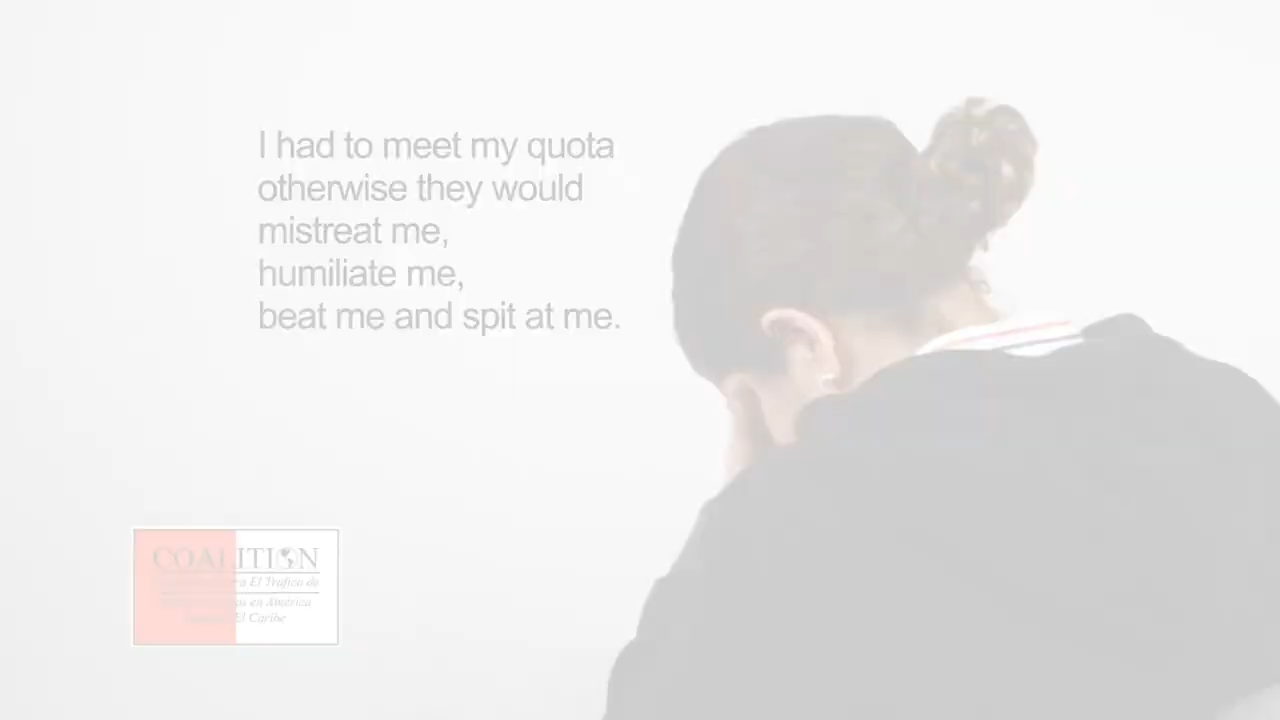 I had to meet my quota
otherwise they would
mistreat me,
humiliate me,
beat me and spit at me.
COALITION
El Trafico de
en América
El Caribe